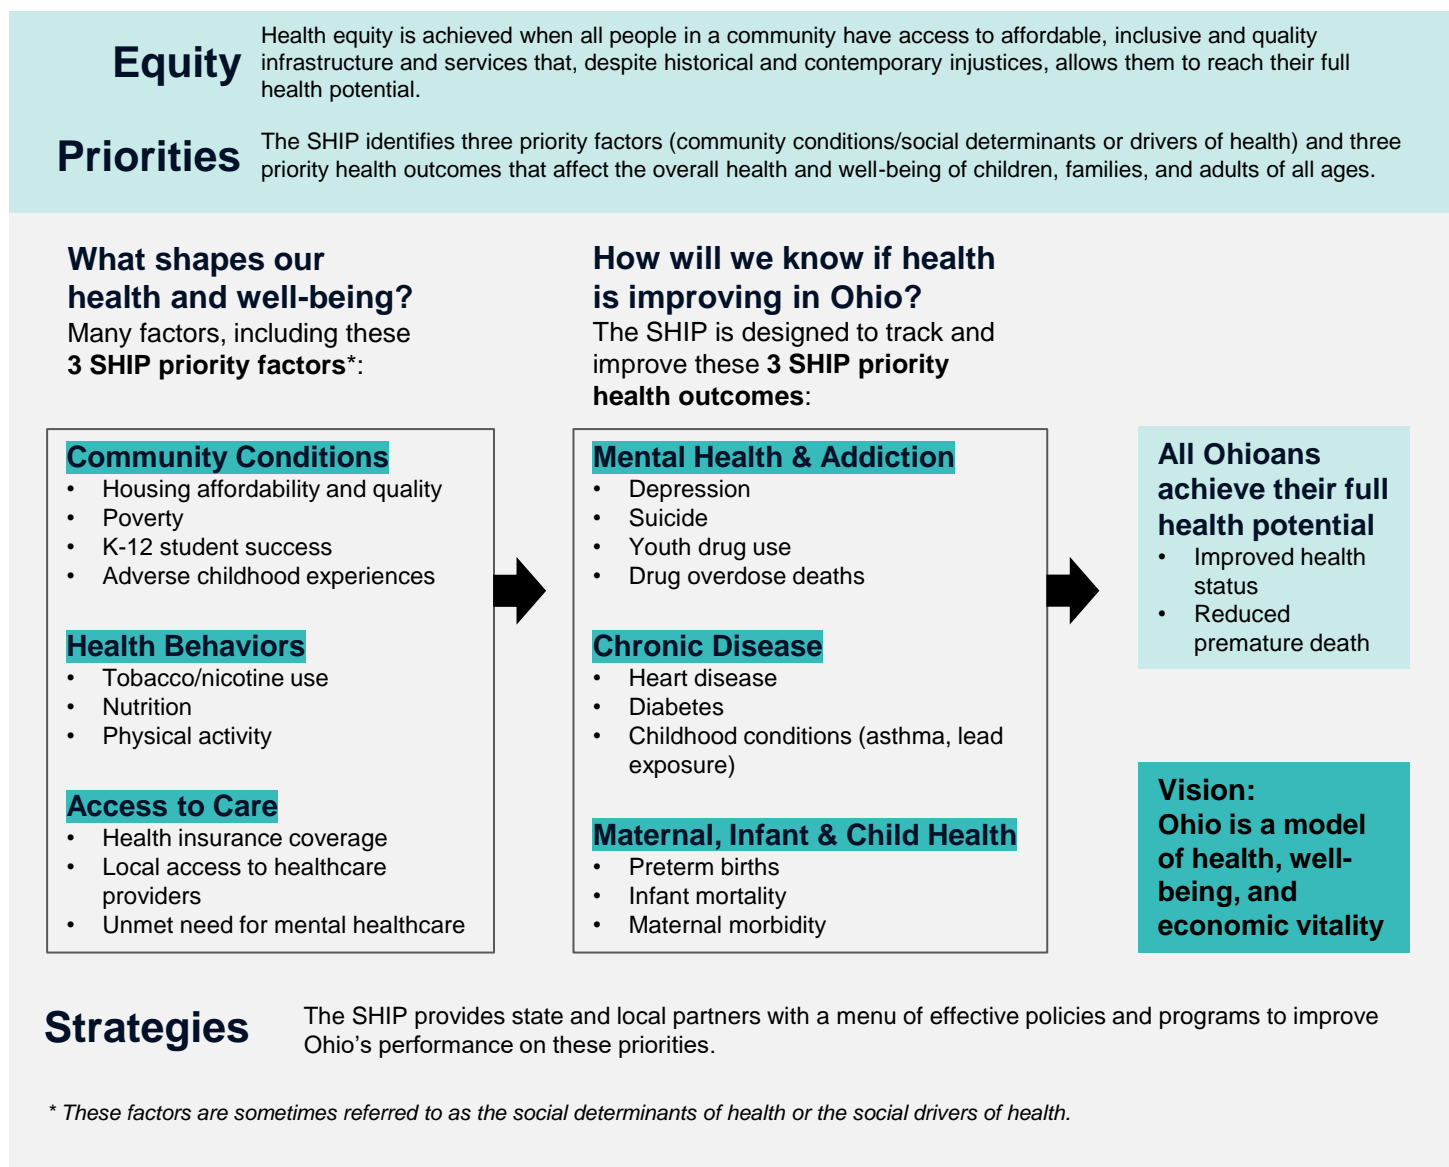 Equity
Health equity is achieved when all people in a community have access to affordable, inclusive and quality
infrastructure and services that, despite historical and contemporary injustices, allows them to reach their full
health potential.
Priorities
The SHIP identifies three priority factors (community conditions/social determinants or drivers of health) and three
priority health outcomes that affect the overall health and well-being of children, families, and adults of all ages.
What shapes our
health and well-being?
Many factors, including these
3 SHIP priority factors*:
Community Conditions
• Housing affordability and quality
• Poverty
• K-12 student success
• Adverse childhood experiences
Health Behaviors
• Tobacco/nicotine use
• Nutrition
• Physical activity
Access to Care
• Health insurance coverage
• Local access to healthcare
providers
• Unmet need for mental healthcare
How will we know if health
is improving in Ohio?
The SHIP is designed to track and
improve these 3 SHIP priority
health outcomes:
Mental Health & Addiction
• Depression
• Suicide
• Youth drug use
• Drug overdose deaths
Chronic Disease
• Heart disease
• Diabetes
• Childhood conditions (asthma, lead
exposure)
Maternal, Infant & Child Health
• Preterm births
• Infant mortality
• Maternal morbidity
All Ohioans
achieve their full
health potential
• Improved health
status
• Reduced
premature death
Vision:
Ohio is a model
of health, well-
being, and
economic vitality
Strategies
The SHIP provides state and local partners with a menu of effective policies and programs to improve
Ohio’s performance on these priorities.
* These factors are sometimes referred to as the social determinants of health or the social drivers of health.